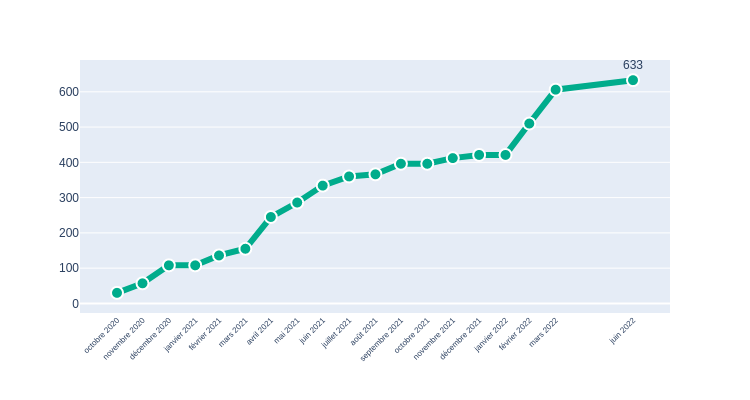 633
600
500
400
300
200
100
0
octobre 2020
novembre 2020
décembre 2020
janvier 2021
février 2021
mars 2021
avril 2021
mai 2021
juin 2021
juillet 2021
août 2021
septembre 2021
octobre 2021
novembre 2021
décembre 2021
janvier 2022
février 2022
mars 2022
juin 2022